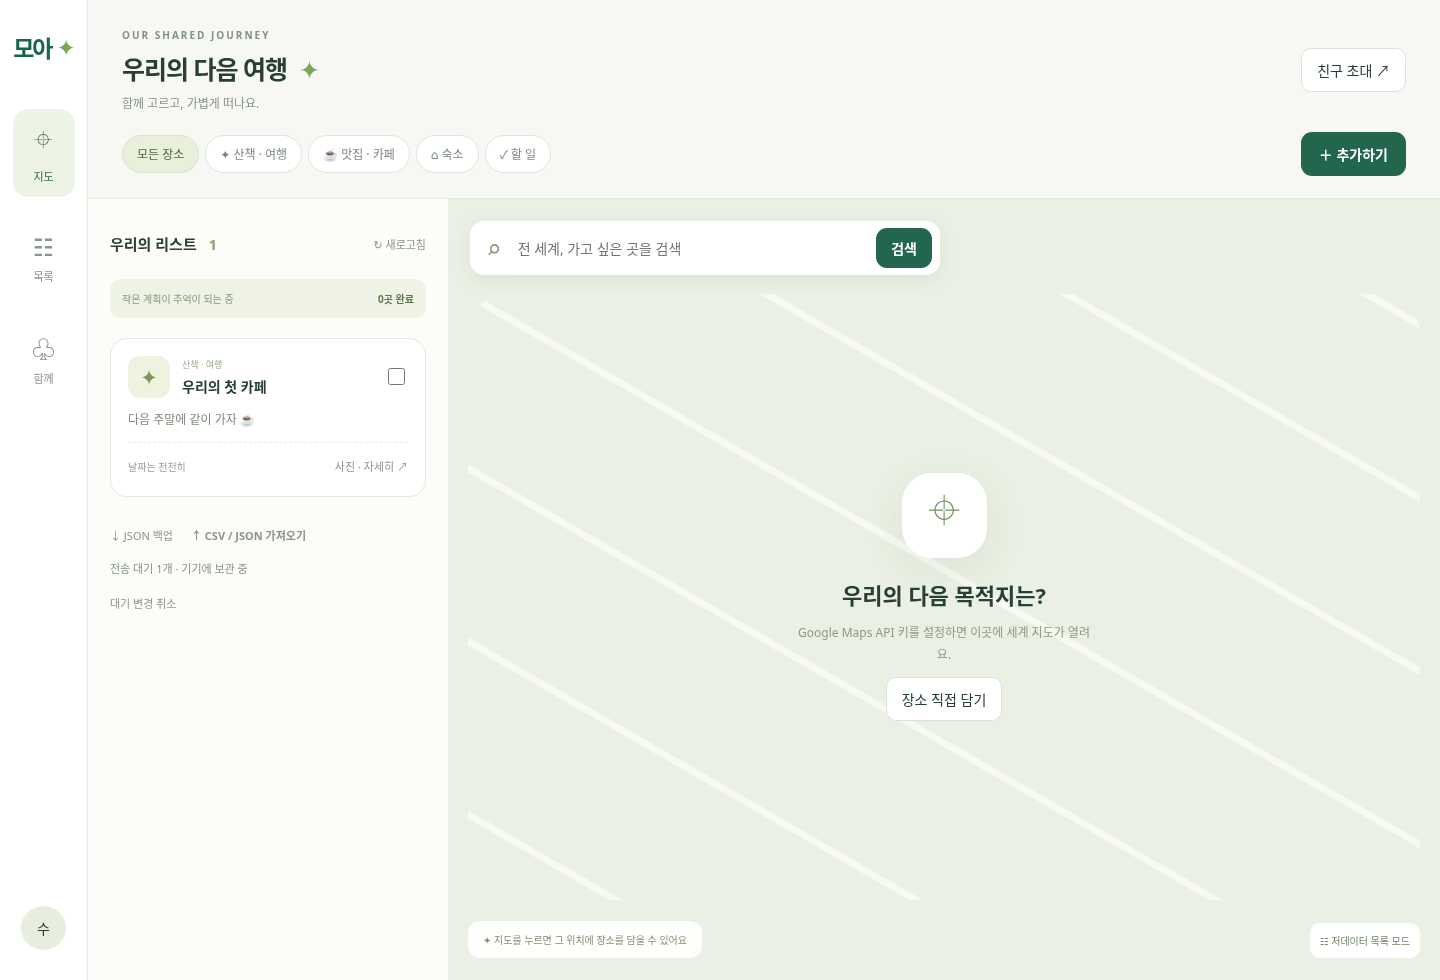 모아 ✦
지도
목록
함께
수
OUR SHARED JOURNEY
우리의 다음 여행 ✦
함께 고르고, 가볍게 떠나요.
친구 초대 ↗
모든 장소
✦ 산책 · 여행
☕ 맛집 · 카페
⌂ 숙소
✓ 할 일
＋ 추가하기
우리의 리스트 1
↻ 새로고침
작은 계획이 추억이 되는 중
0곳 완료
산책 · 여행
우리의 첫 카페
다음 주말에 같이 가자 ☕
날짜는 천천히
사진 · 자세히 ↗
↓ JSON 백업
↑ CSV / JSON 가져오기
전송 대기 1개 · 기기에 보관 중
대기 변경 취소
전 세계, 가고 싶은 곳을 검색
검색
우리의 다음 목적지는?
Google Maps API 키를 설정하면 이곳에 세계 지도가 열려
요.
장소 직접 담기
✦ 지도를 누르면 그 위치에 장소를 담을 수 있어요
☷ 저데이터 목록 모드